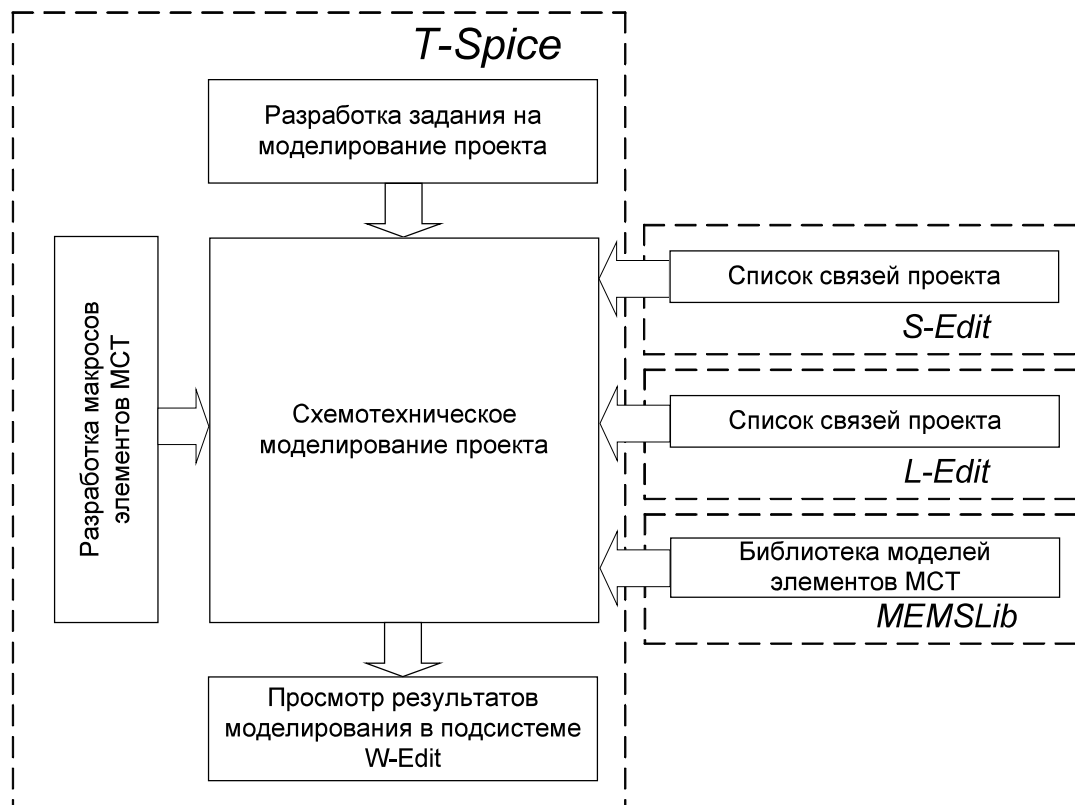 T-Spice
Разработка задания на
моделирование проекта
Разработка макросов
элементов МСТ
Схемотехническое
моделирование проекта
Список связей проекта
S-Edit
Список связей проекта
L-Edit
Библиотека моделей
элементов МСТ
MEMSLib
Просмотр результатов
моделирования в подсистеме
W-Edit